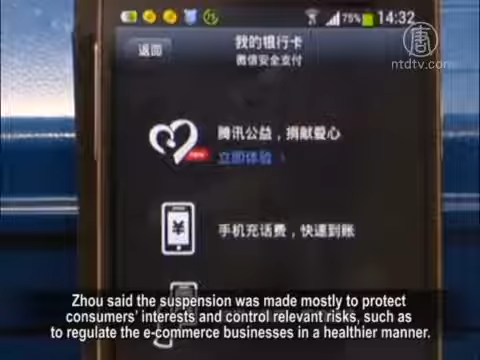 75% 14:32
唐
ntdtv.com
返回
我的银行卡
微信安全支付
腾讯公益，捐献爱心
立即体验
手机充话费，快速到账
Zhou said the suspension was made mostly to protect
consumers' interests and control relevant risks, such as
to regulate the e-commerce businesses in a healthier manner.